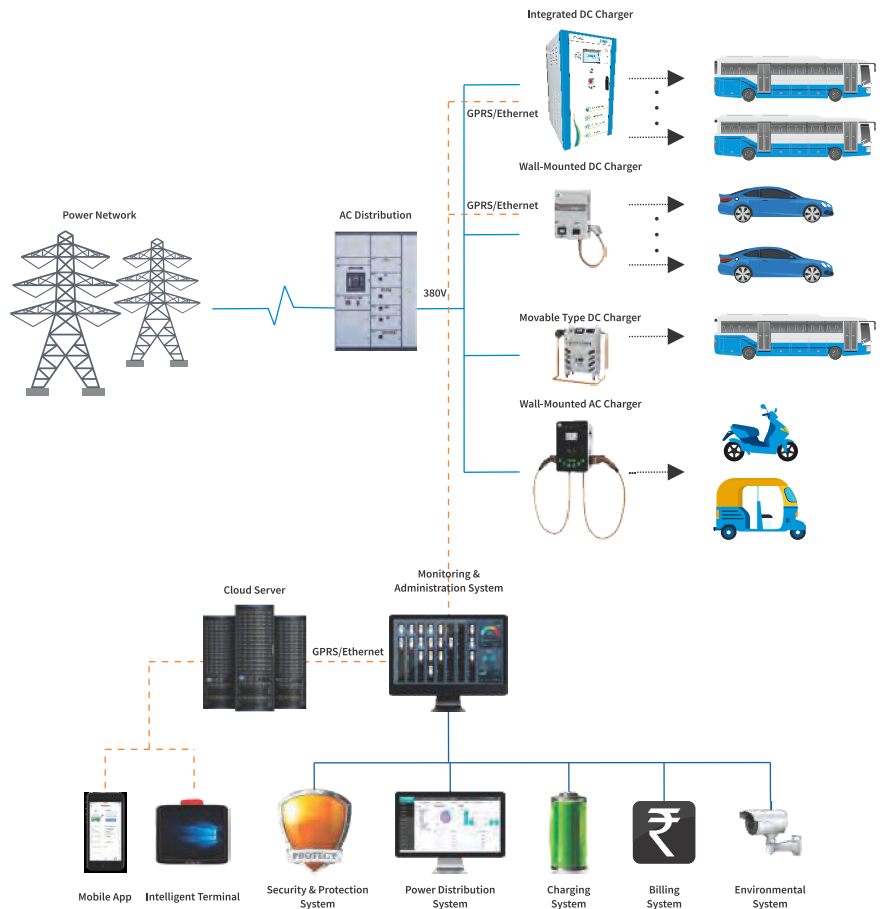 Integrated DC Charger
GPRS/Ethernet
Wall-Mounted DC Charger
GPRS/Ethernet
Power Network
AC Distribution
380V
Movable Type DC Charger
Wall-Mounted AC Charger
...
Monitoring &
Administration System
Cloud Server
GPRS/Ethernet
PROTECT
₹
Mobile App
Intelligent Terminal
Security & Protection
System
Power Distribution
System
Charging
System
Billing
System
Environmental
System